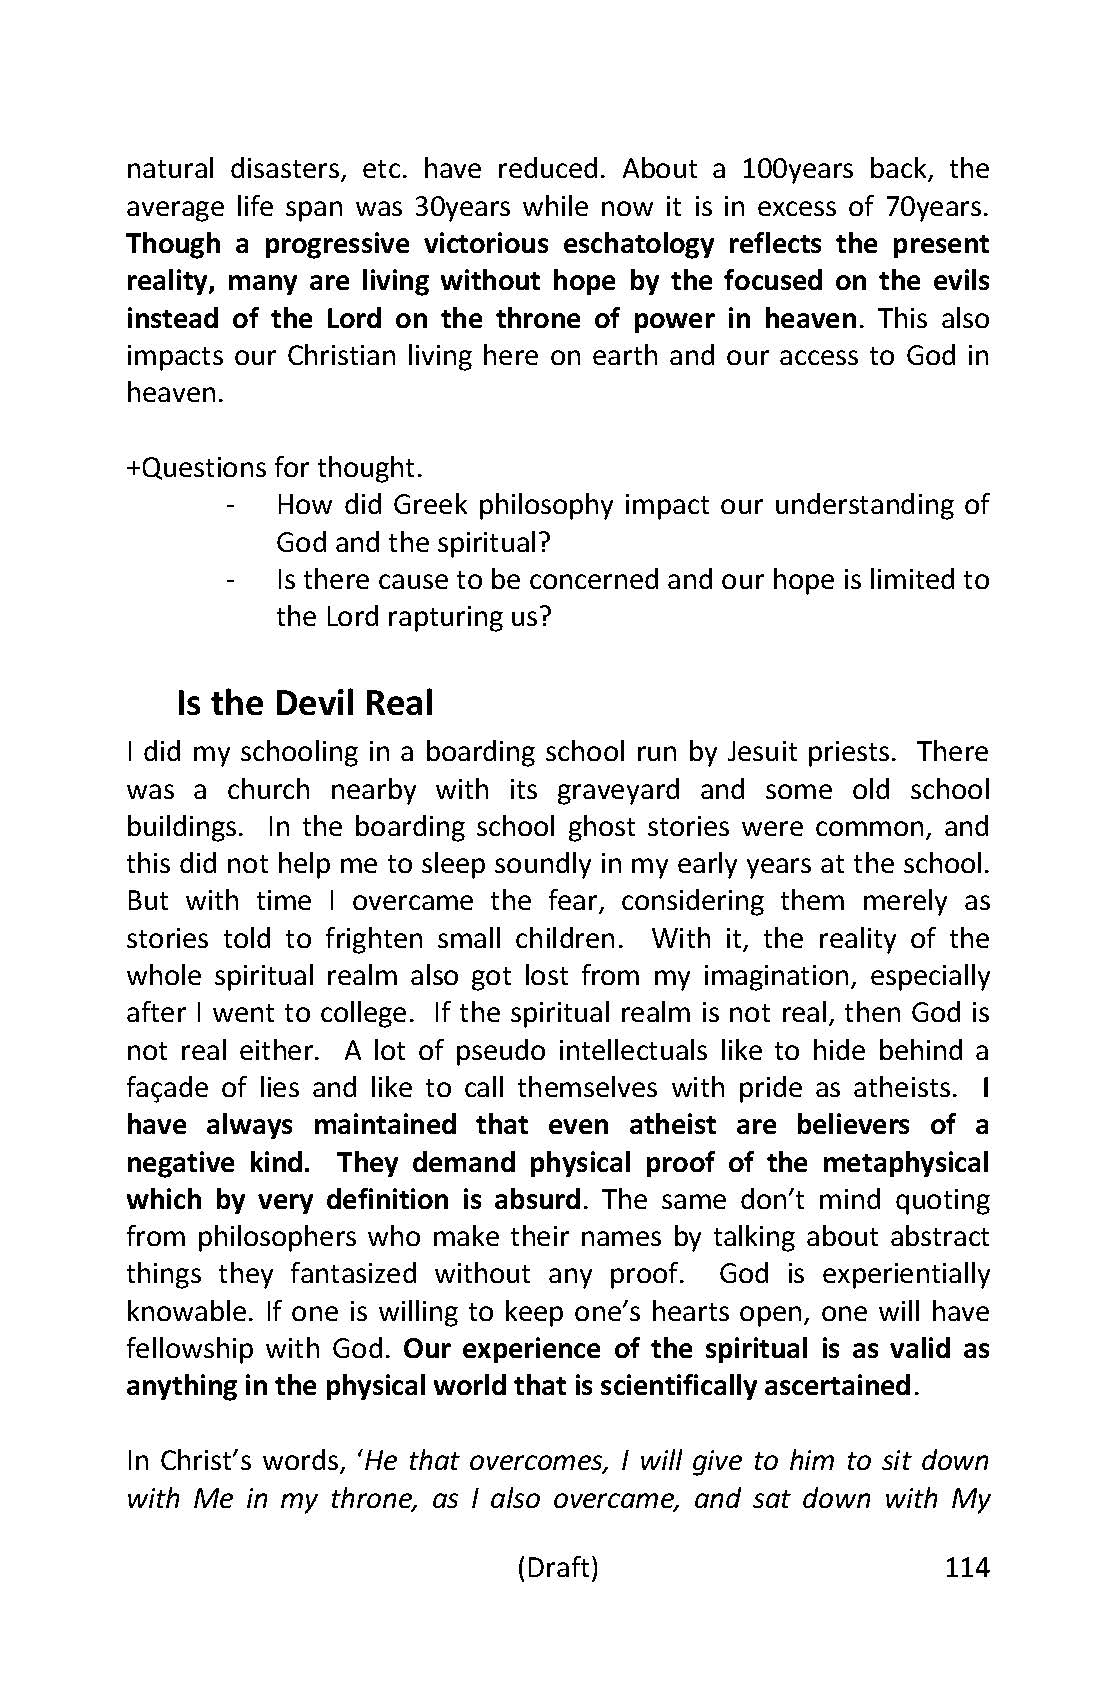 natural disasters, etc. have reduced. About a 100years back, the
average life span was 30years while now it is in excess of 70years.
Though a progressive victorious eschatology reflects the present
reality, many are living without hope by the focused on the evils
instead of the Lord on the throne of power in heaven. This also
impacts our Christian living here on earth and our access to God in
heaven.
+Questions for thought.
- How did Greek philosophy impact our understanding of
God and the spiritual?
- Is there cause to be concerned and our hope is limited to
the Lord rapturing us?
Is the Devil Real
I did my schooling in a boarding school run by Jesuit priests. There
was a church nearby with its graveyard and some old school
buildings. In the boarding school ghost stories were common, and
this did not help me to sleep soundly in my early years at the school.
But with time I overcame the fear, considering them merely as
stories told to frighten small children. With it, the reality of the
whole spiritual realm also got lost from my imagination, especially
after I went to college. If the spiritual realm is not real, then God is
not real either. A lot of pseudo intellectuals like to hide behind a
façade of lies and like to call themselves with pride as atheists. I
have always maintained that even atheist are believers of a
negative kind. They demand physical proof of the metaphysical
which by very definition is absurd. The same don’t mind quoting
from philosophers who make their names by talking about abstract
things they fantasized without any proof. God is experientially
knowable. If one is willing to keep one’s hearts open, one will have
fellowship with God. Our experience of the spiritual is as valid as
anything in the physical world that is scientifically ascertained.
In Christ’s words, ‘He that overcomes, I will give to him to sit down
with Me in my throne, as I also overcame, and sat down with My
(Draft) 114